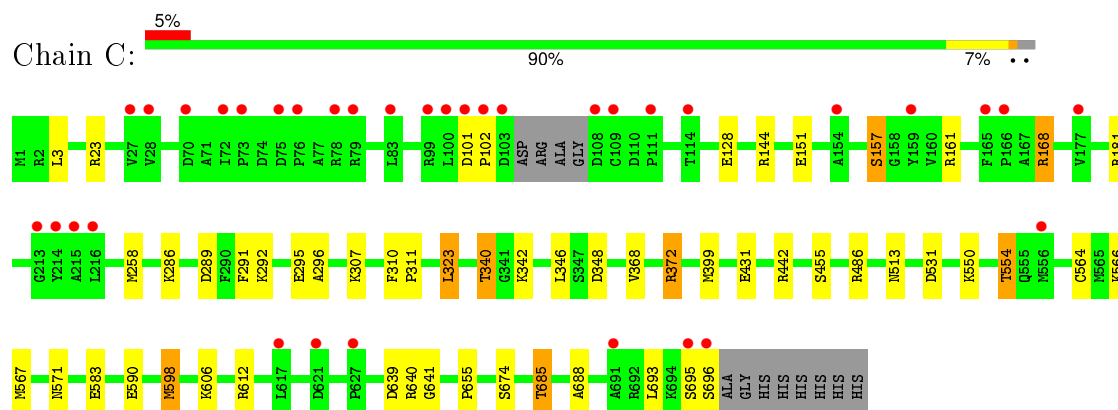 5%
Chain C:
90% 7% • •
M1 R2 L3 R23 V27 V28 D70 A71 I72 P73 D74 D75 P76 A77 R78 R79 L83 R99 L100 D101 P102 D103 ASP ARG ALA GLY D108 C109 D110 P111 T114 E128 R144 E151 A154 S157 G158 Y159 V160 R161 F165 P166 A167 R168 V177
G213 Y214 A215 L216 M258 K286 D289 F290 F291 K292 E295 A296 K307 F310 P311 L323 T340 G341 K342 L346 S347 D348 V368 R372 M399 E431 R442 S455 R486 N513 D531 K550 T554 Q555 M556 C564 M565
M567 N571 E583 E590 M598 K606 R612 L617 D621 P627 D639 R640 G641 P655 S674 T685 A688 A691 R692 L693 K694 S695 S696 ALA GLY HIS HIS HIS HIS HIS HIS